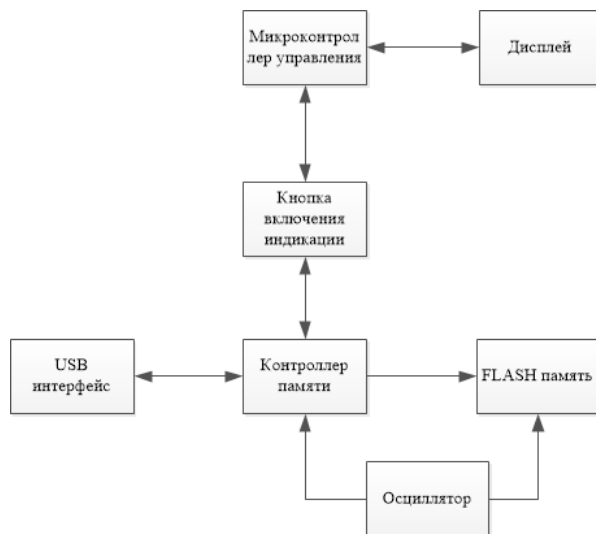 Микроконтрол
лер управления
Дисплей
Кнопка
включения
индикации
USB
интерфейс
Контроллер
памяти
FLASH память
Осциллятор